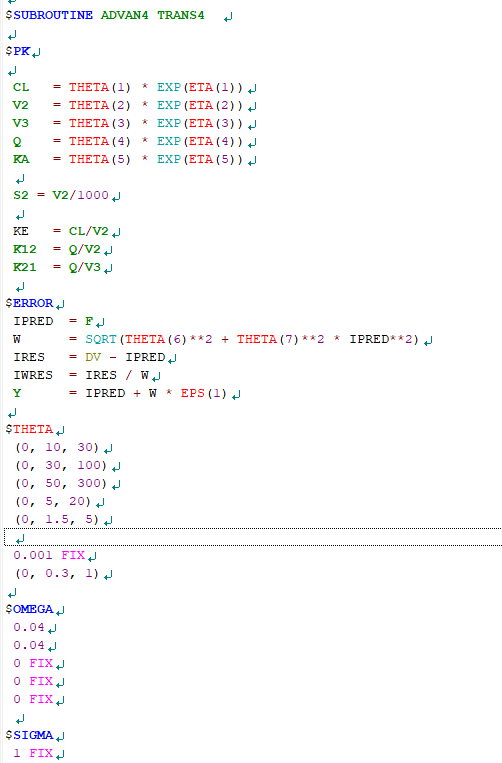 $SUBROUTINE ADVAN4 TRANS4
$PK
CL   = THETA(1) * EXP(ETA(1))
V2   = THETA(2) * EXP(ETA(2))
V3   = THETA(3) * EXP(ETA(3))
Q    = THETA(4) * EXP(ETA(4))
KA   = THETA(5) * EXP(ETA(5))
S2 = V2/1000
KE   = CL/V2
K12  = Q/V2
K21  = Q/V3
$ERROR
IPRED  = F
W      = SQRT(THETA(6)**2 + THETA(7)**2 * IPRED**2)
IRES   = DV - IPRED
IWRES  = IRES / W
Y      = IPRED + W * EPS(1)
$THETA
(0, 10, 30)
(0, 30, 100)
(0, 50, 300)
(0, 5, 20)
(0, 1.5, 5)
0.001 FIX
(0, 0.3, 1)
$OMEGA
0.04
0.04
0 FIX
0 FIX
0 FIX
$SIGMA
1 FIX